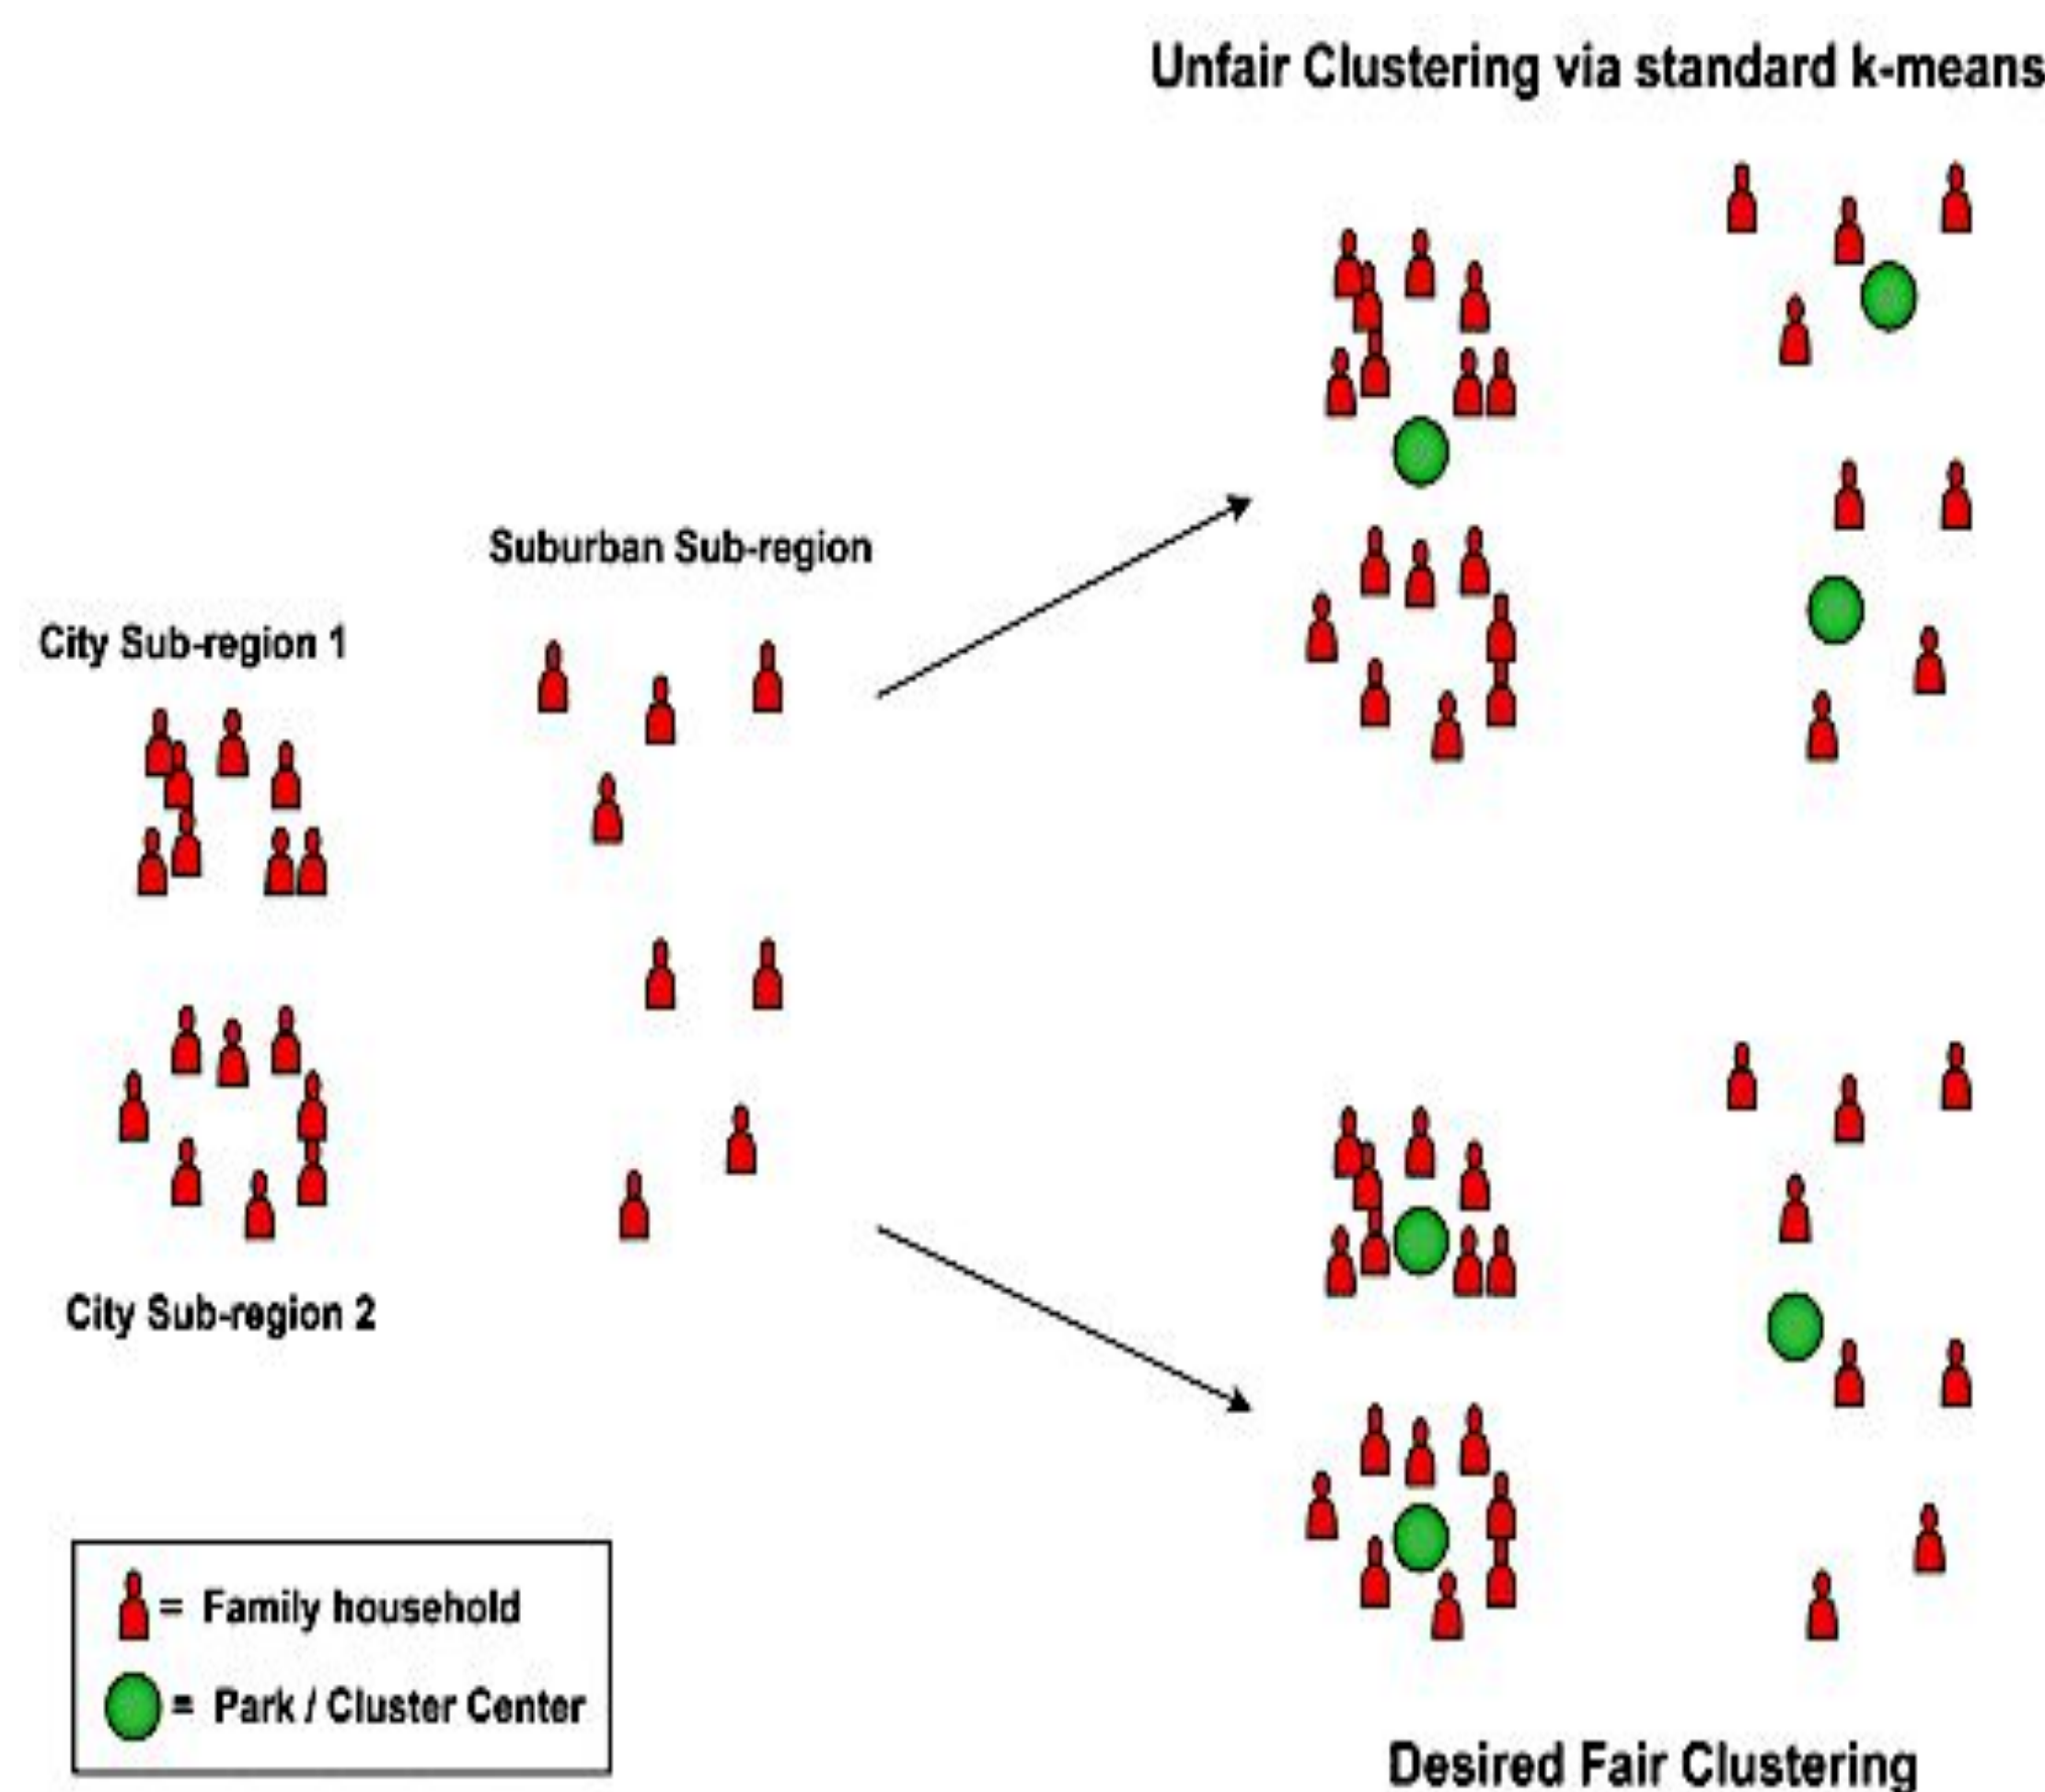 Unfair Clustering via standard k-means
Suburban Sub-region
City Sub-region 1
City Sub-region 2
= Family household
= Park / Cluster Center
Desired Fair Clustering